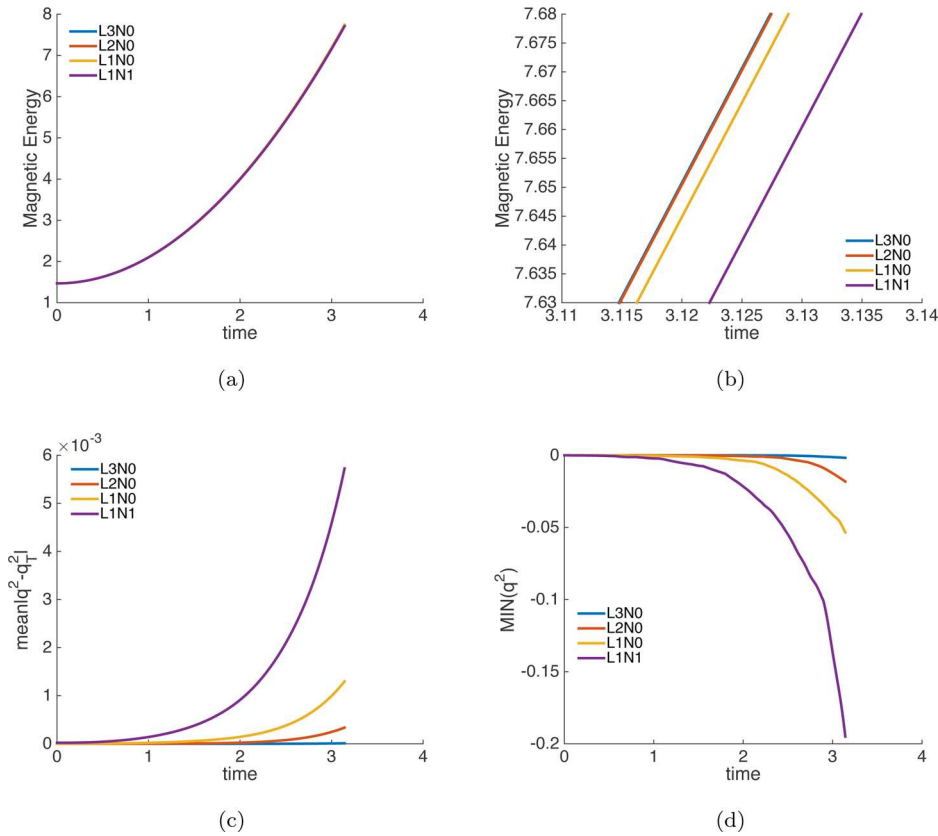 8
7
6
5
4
3
2
1
Magnetic Energy
L3N0
L2N0
L1N0
L1N1
0 1 2 3 4
time
(a)
7.68
7.675
7.67
7.665
7.66
7.655
7.65
7.645
7.64
7.635
7.63
Magnetic Energy
L3N0
L2N0
L1N0
L1N1
3.11 3.115 3.12 3.125 3.13 3.135 3.14
time
(b)
×10⁻³
6
5
4
3
2
1
0
mean|q²-q_T²|
L3N0
L2N0
L1N0
L1N1
0 1 2 3 4
time
(c)
0
-0.05
-0.1
-0.15
-0.2
MIN(q²)
L3N0
L2N0
L1N0
L1N1
0 1 2 3 4
time
(d)